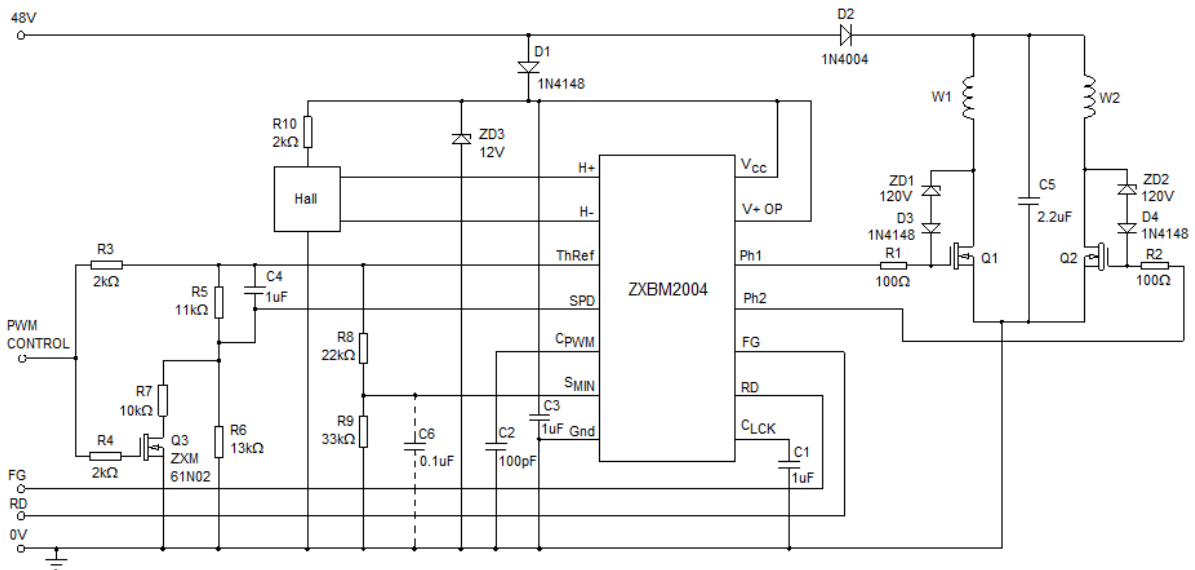 48V
D2
1N4004
D1
1N4148
W1
W2
R10
2kΩ
ZD3
12V
Hall
H+
H-
ThRef
SPD
CPWM
SMIN
Gnd
ZXBM2004
VCC
V+ OP
Ph1
Ph2
FG
RD
CLCK
ZD1
120V
D3
1N4148
R1
100Ω
Q1
C5
2.2uF
ZD2
120V
D4
1N4148
Q2
R2
100Ω
R3
2kΩ
R5
11kΩ
C4
1uF
PWM
CONTROL
R8
22kΩ
R7
10kΩ
R4
2kΩ
Q3
ZXM
61N02
R6
13kΩ
R9
33kΩ
C6
0.1uF
C2
100pF
C3
1uF
C1
1uF
FG
RD
0V